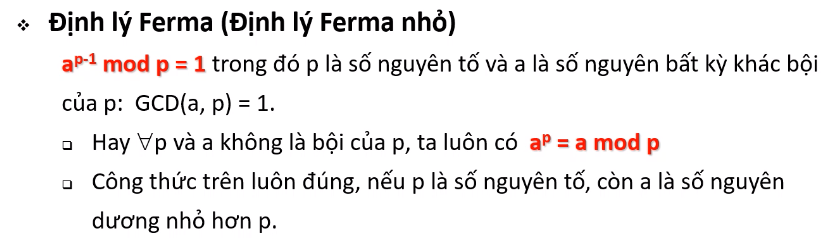 ❖ Định lý Ferma (Định lý Ferma nhỏ)
aᵖ⁻¹ mod p = 1 trong đó p là số nguyên tố và a là số nguyên bất kỳ khác bội
của p: GCD(a, p) = 1.
❑ Hay ∀p và a không là bội của p, ta luôn có aᵖ = a mod p
❑ Công thức trên luôn đúng, nếu p là số nguyên tố, còn a là số nguyên
dương nhỏ hơn p.